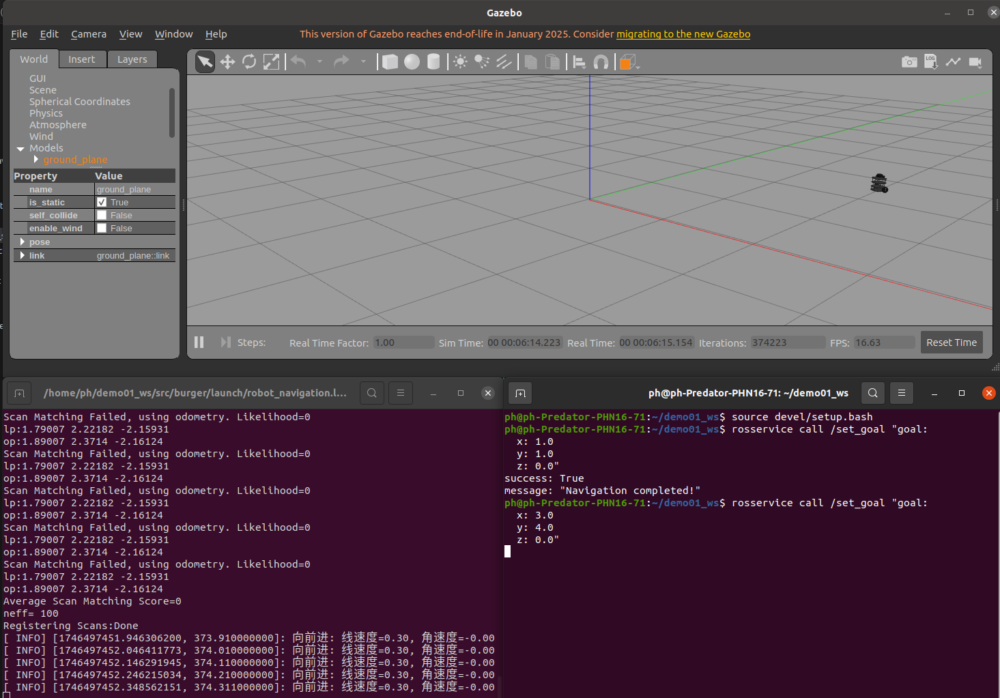 Gazebo
File Edit Camera View Window Help
This version of Gazebo reaches end-of-life in January 2025. Consider migrating to the new Gazebo
World Insert Layers
GUI
Scene
Spherical Coordinates
Physics
Atmosphere
Wind
Models
ground_plane
Property Value
name ground_plane
is_static True
self_collide False
enable_wind False
pose
link ground_plane::link
LOG
Steps: Real Time Factor: 1.00 Sim Time: 00 00:06:14.223 Real Time: 00 00:06:15.154 Iterations: 374223 FPS: 16.63 Reset Time
/home/ph/demo01_ws/src/burger/launch/robot_navigation.l...
Scan Matching Failed, using odometry. Likelihood=0
lp:1.79007 2.22182 -2.15931
op:1.89007 2.3714 -2.16124
Scan Matching Failed, using odometry. Likelihood=0
lp:1.79007 2.22182 -2.15931
op:1.89007 2.3714 -2.16124
Scan Matching Failed, using odometry. Likelihood=0
lp:1.79007 2.22182 -2.15931
op:1.89007 2.3714 -2.16124
Scan Matching Failed, using odometry. Likelihood=0
lp:1.79007 2.22182 -2.15931
op:1.89007 2.3714 -2.16124
Scan Matching Failed, using odometry. Likelihood=0
lp:1.79007 2.22182 -2.15931
op:1.89007 2.3714 -2.16124
Average Scan Matching Score=0
neff= 100
Registering Scans:Done
[ INFO] [1746497451.946306200, 373.910000000]: 向前进: 线速度=0.30, 角速度=-0.00
[ INFO] [1746497452.046411773, 374.010000000]: 向前进: 线速度=0.30, 角速度=-0.00
[ INFO] [1746497452.146291945, 374.110000000]: 向前进: 线速度=0.30, 角速度=-0.00
[ INFO] [1746497452.246215034, 374.210000000]: 向前进: 线速度=0.30, 角速度=-0.00
[ INFO] [1746497452.348562151, 374.311000000]: 向前进: 线速度=0.30, 角速度=-0.00
ph@ph-Predator-PHN16-71: ~/demo01_ws
ph@ph-Predator-PHN16-71:~/demo01_ws$ source devel/setup.bash
ph@ph-Predator-PHN16-71:~/demo01_ws$ rosservice call /set_goal "goal:
x: 1.0
y: 1.0
z: 0.0"
success: True
message: "Navigation completed!"
ph@ph-Predator-PHN16-71:~/demo01_ws$ rosservice call /set_goal "goal:
x: 3.0
y: 4.0
z: 0.0"